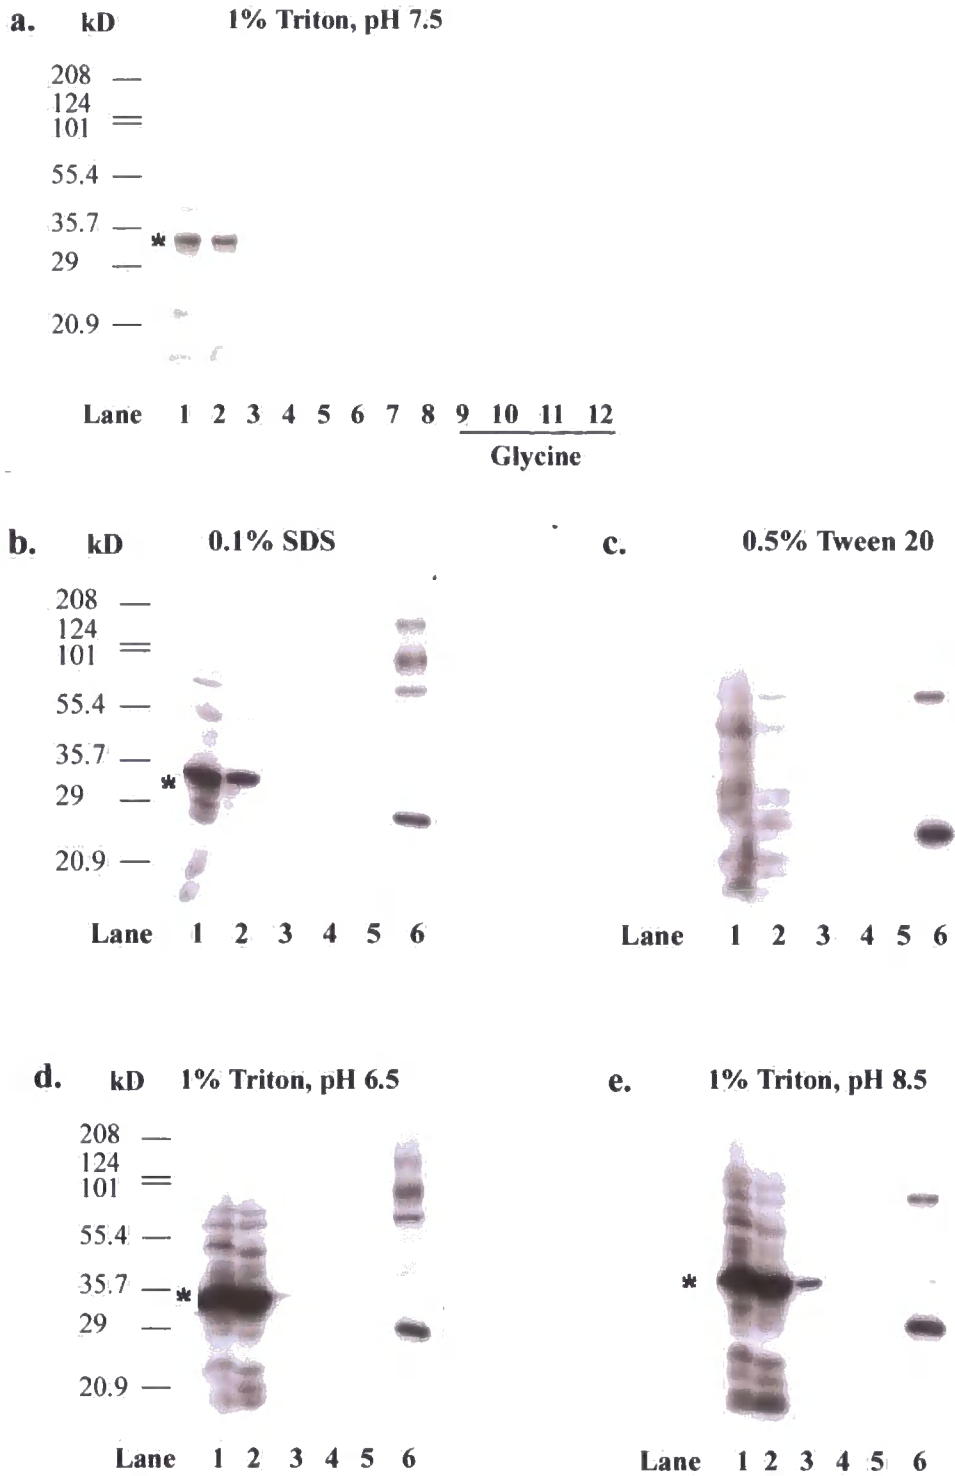 a. kD 1% Triton, pH 7.5
208
124
101
55.4
35.7
*
29
20.9
Lane 1 2 3 4 5 6 7 8 9 10 11 12
Glycine
b. kD 0.1% SDS
208
124
101
55.4
35.7
*
29
20.9
Lane 1 2 3 4 5 6
c. 0.5% Tween 20
Lane 1 2 3 4 5 6
d. kD 1% Triton, pH 6.5
208
124
101
55.4
35.7
*
29
20.9
Lane 1 2 3 4 5 6
e. 1% Triton, pH 8.5
*
Lane 1 2 3 4 5 6